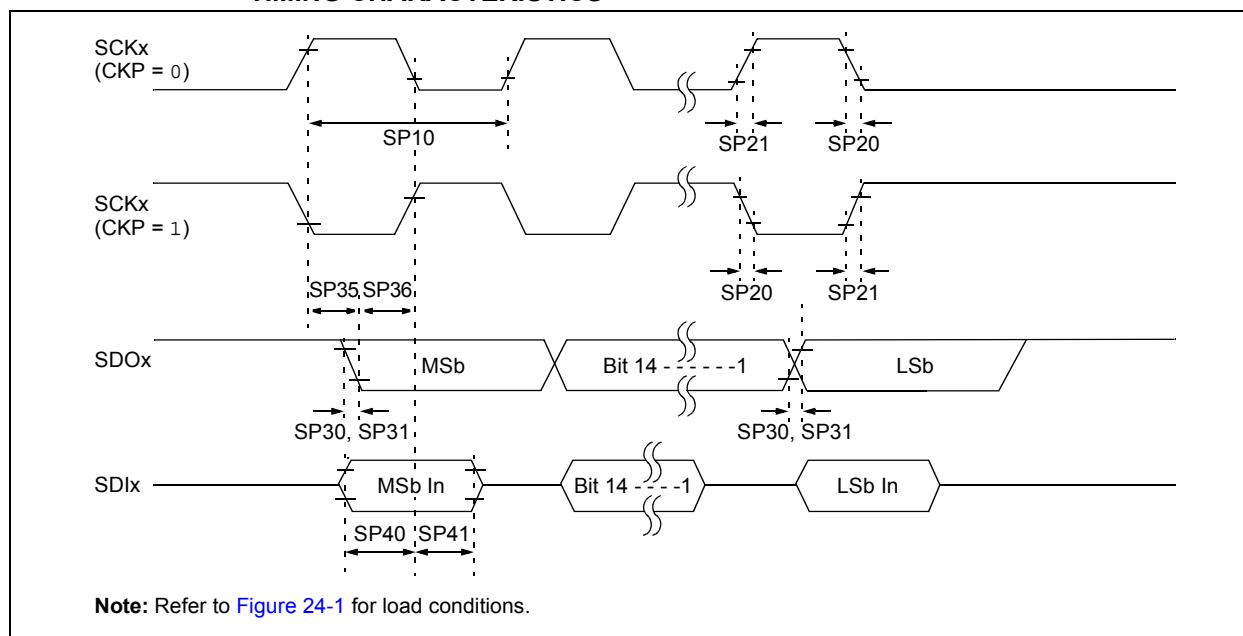 TIMING CHARACTERISTICS
SCKx
(CKP = 0)
SP10
SP21
SP20
SCKx
(CKP = 1)
SP35
SP36
SP20
SP21
SDOx
MSb
Bit 14 - - - - - - -1
LSb
SP30, SP31
SP30, SP31
SDIx
MSb In
Bit 14 - - - - -1
LSb In
SP40
SP41
Note: Refer to Figure 24-1 for load conditions.